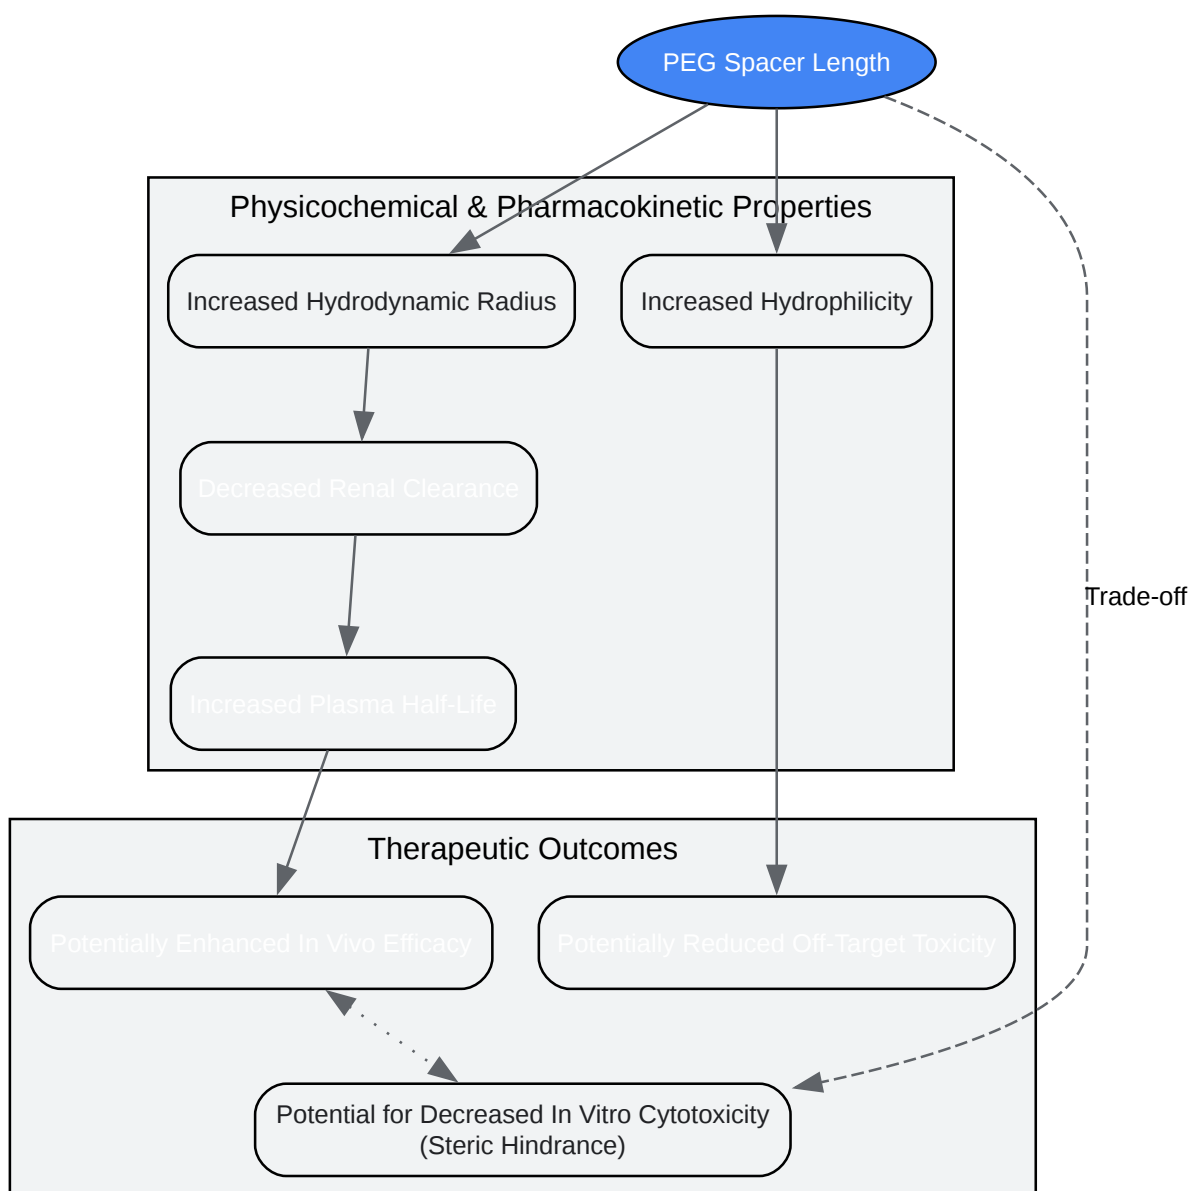 PEG Spacer Length
Physicochemical & Pharmacokinetic Properties
Increased Hydrodynamic Radius
Increased Hydrophilicity
Decreased Renal Clearance
Trade-off
Increased Plasma Half-Life
Therapeutic Outcomes
Potentially Enhanced In Vivo Efficacy
Potentially Reduced Off-Target Toxicity
Potential for Decreased In Vitro Cytotoxicity
(Steric Hindrance)